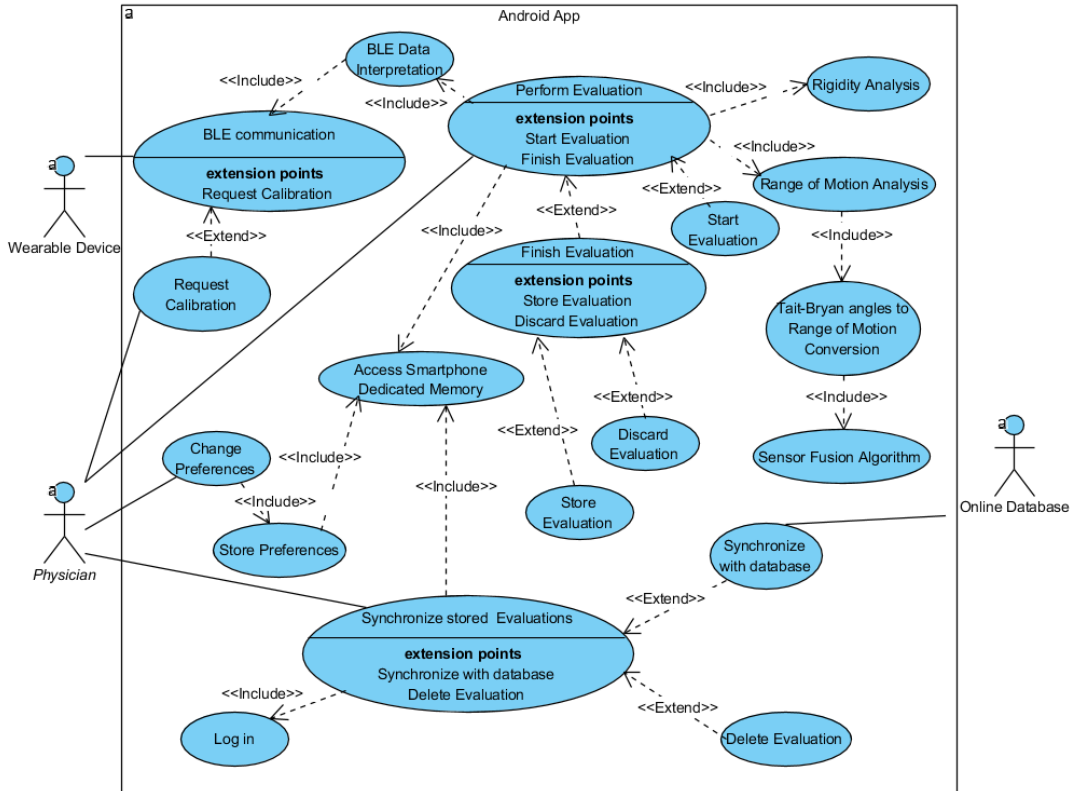 a
Android App
BLE Data
Interpretation
<<Include>>
<<Include>>
Perform Evaluation
extension points
Start Evaluation
Finish Evaluation
<<Include>>
Rigidity Analysis
BLE communication
extension points
Request Calibration
a
Wearable Device
<<Include>>
Range of Motion Analysis
<<Extend>>
Start
Evaluation
<<Extend>>
<<Include>>
<<Extend>>
Request
Calibration
Finish Evaluation
extension points
Store Evaluation
Discard Evaluation
<<Include>>
Tait-Bryan angles to
Range of Motion
Conversion
Access Smartphone
Dedicated Memory
<<Extend>>
<<Include>>
<<Extend>>
Discard
Evaluation
Sensor Fusion Algorithm
a
Online Database
Change
Preferences
<<Include>>
<<Include>>
<<Include>>
Store Preferences
Store
Evaluation
a
Physician
Synchronize
with database
<<Extend>>
Synchronize stored Evaluations
extension points
Synchronize with database
Delete Evaluation
<<Include>>
Log in
<<Extend>>
Delete Evaluation